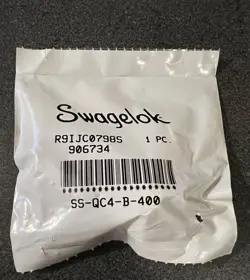 Swagelok
R9IJC0798S 1 PC.
906734
SS-QC4-B-400